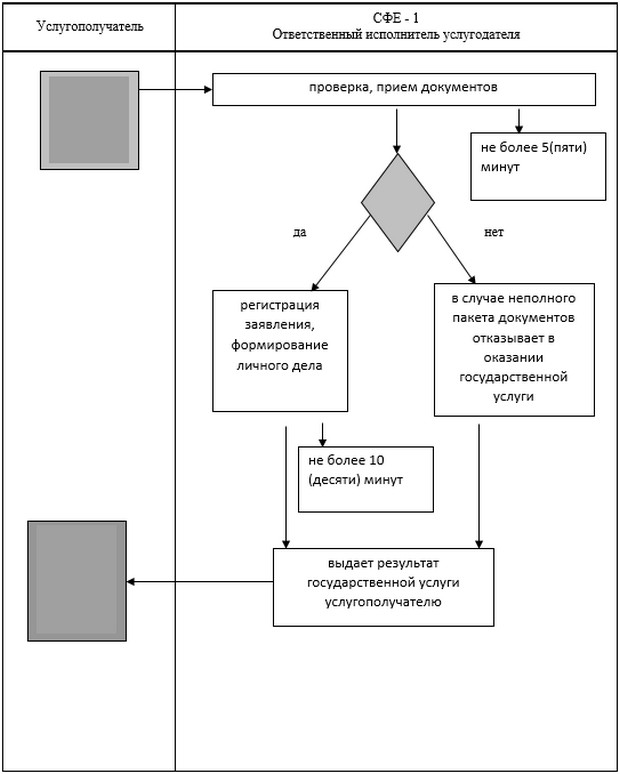 Услугополучатель
СФЕ - 1
Ответственный исполнитель услугодателя
проверка, прием документов
не более 5(пяти)
минут
да
нет
регистрация
заявления,
формирование
личного дела
в случае неполного
пакета документов
отказывает в
оказании
государственной
услуги
не более 10
(десяти) минут
выдает результат
государственной услуги
услугополучателю